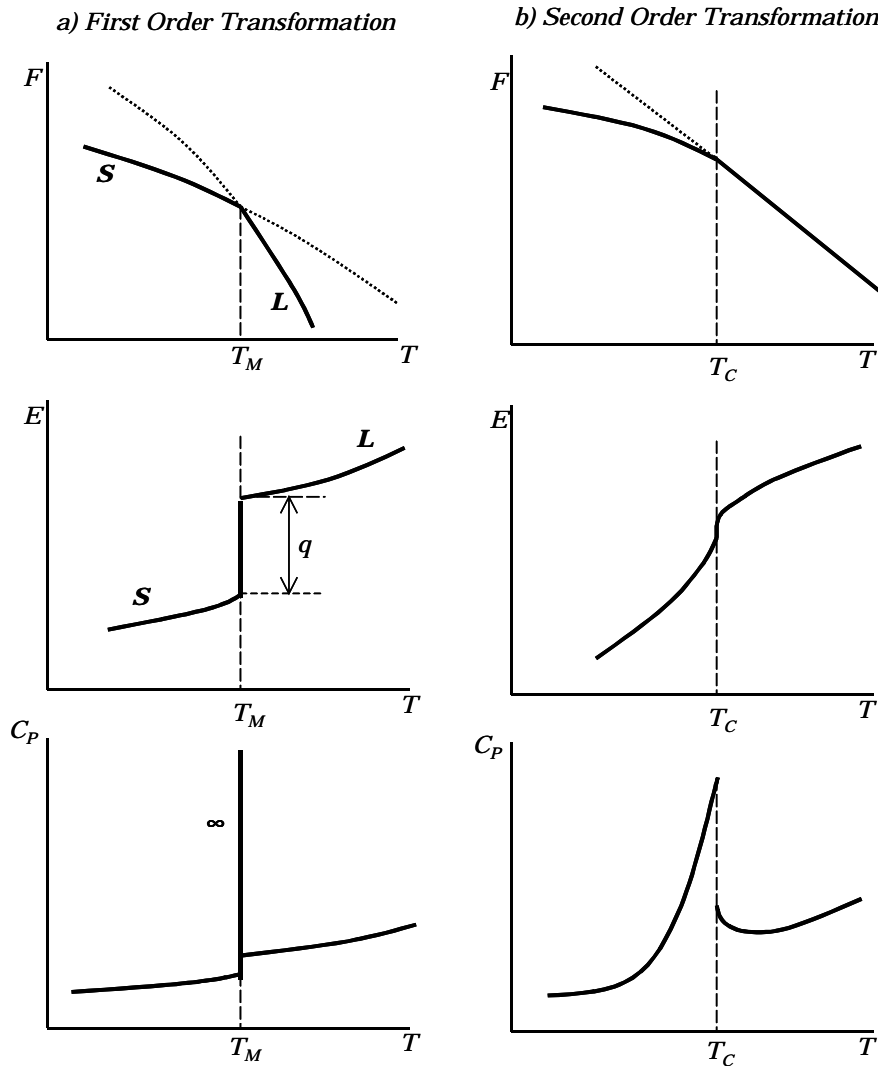 a) First Order Transformation
b) Second Order Transformation
F
S
L
T_M
T
F
T_C
T
E
L
q
S
T_M
T
E
T_C
T
C_P
∞
T_M
T
C_P
T_C
T